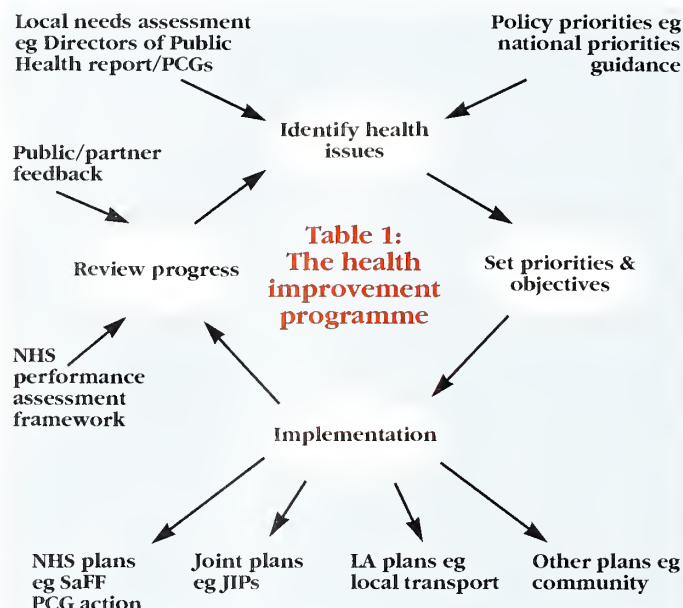 Local needs assessment
eg Directors of Public
Health report/PCGs
Policy priorities eg
national priorities
guidance
Identify health
issues
Public/partner
feedback
Table 1:
The health
improvement
programme
Review progress
Set priorities &
objectives
NHS
performance
assessment
framework
Implementation
NHS plans
eg SaFF
PCG action
Joint plans
eg JIPs
LA plans eg
local transport
Other plans eg
community